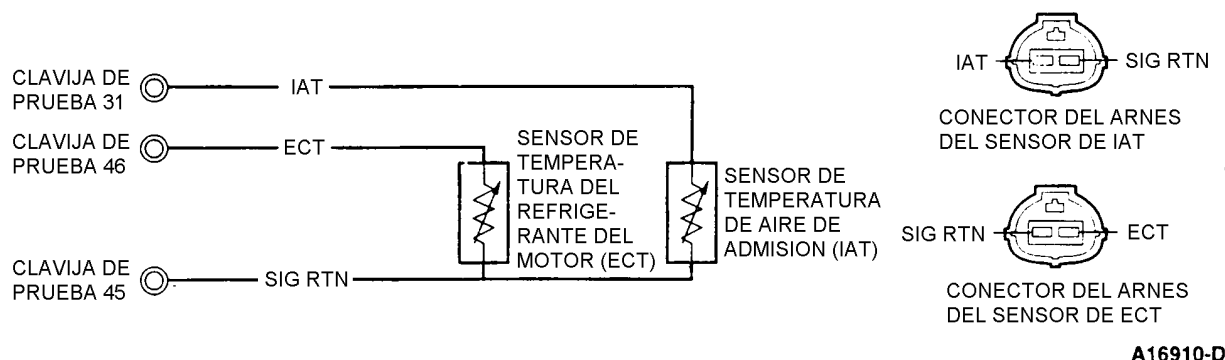 CLAVIJA DE
PRUEBA 31
IAT
CLAVIJA DE
PRUEBA 46
ECT
SENSOR DE
TEMPERA-
TURA DEL
REFRIGE-
RANTE DEL
MOTOR (ECT)
SENSOR DE
TEMPERATURA
DE AIRE DE
ADMISION (IAT)
CLAVIJA DE
PRUEBA 45
SIG RTN
IAT
SIG RTN
CONECTOR DEL ARNES
DEL SENSOR DE IAT
SIG RTN
ECT
CONECTOR DEL ARNES
DEL SENSOR DE ECT
A16910-D